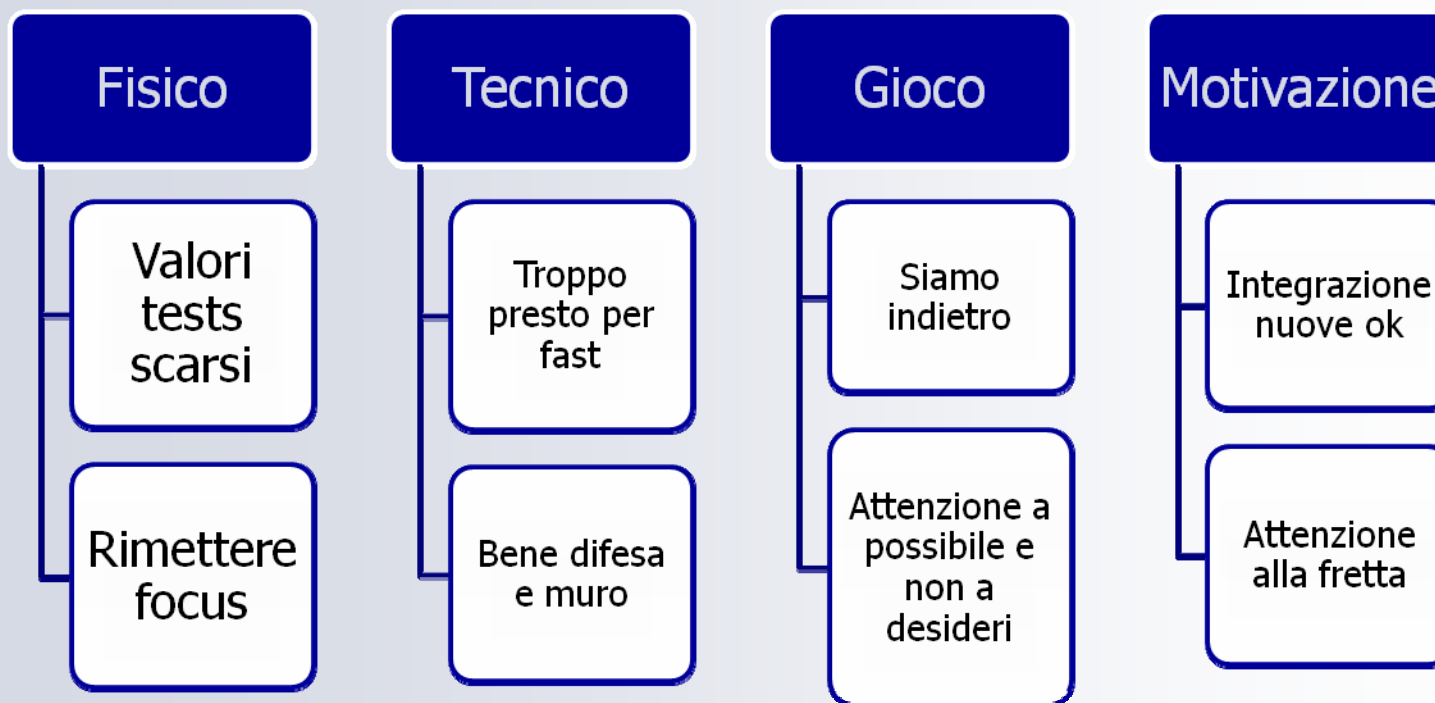 Fisico
Valori
tests
scarsi
Rimettere
focus
Tecnico
Troppo
presto per
fast
Bene difesa
e muro
Gioco
Siamo
indietro
Attenzione a
possibile e
non a
desideri
Motivazione
Integrazione
nuove ok
Attenzione
alla fretta